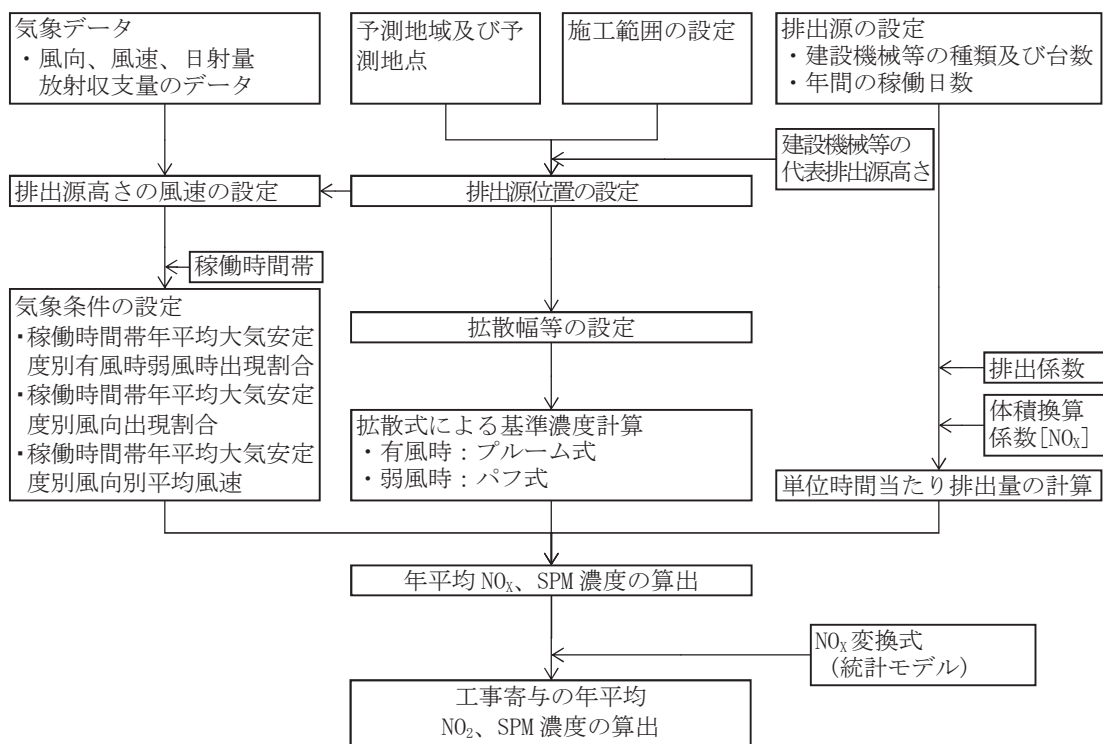 気象データ
・風向、風速、日射量
放射収支量のデータ
予測地域及び予
測地点
施工範囲の設定
排出源の設定
・建設機械等の種類及び台数
・年間の稼働日数
建設機械等の
代表排出源高さ
排出源高さの風速の設定
排出源位置の設定
稼働時間帯
気象条件の設定
・稼働時間帯年平均大気安定
度別有風時弱風時出現割合
・稼働時間帯年平均大気安定
度別風向出現割合
・稼働時間帯年平均大気安定
度別風向別平均風速
拡散幅等の設定
拡散式による基準濃度計算
・有風時：プルーム式
・弱風時：パフ式
排出係数
体積換算
係数[NOX]
単位時間当たり排出量の計算
年平均 NOX、SPM 濃度の算出
NOX 変換式
（統計モデル）
工事寄与の年平均
NO2、SPM 濃度の算出